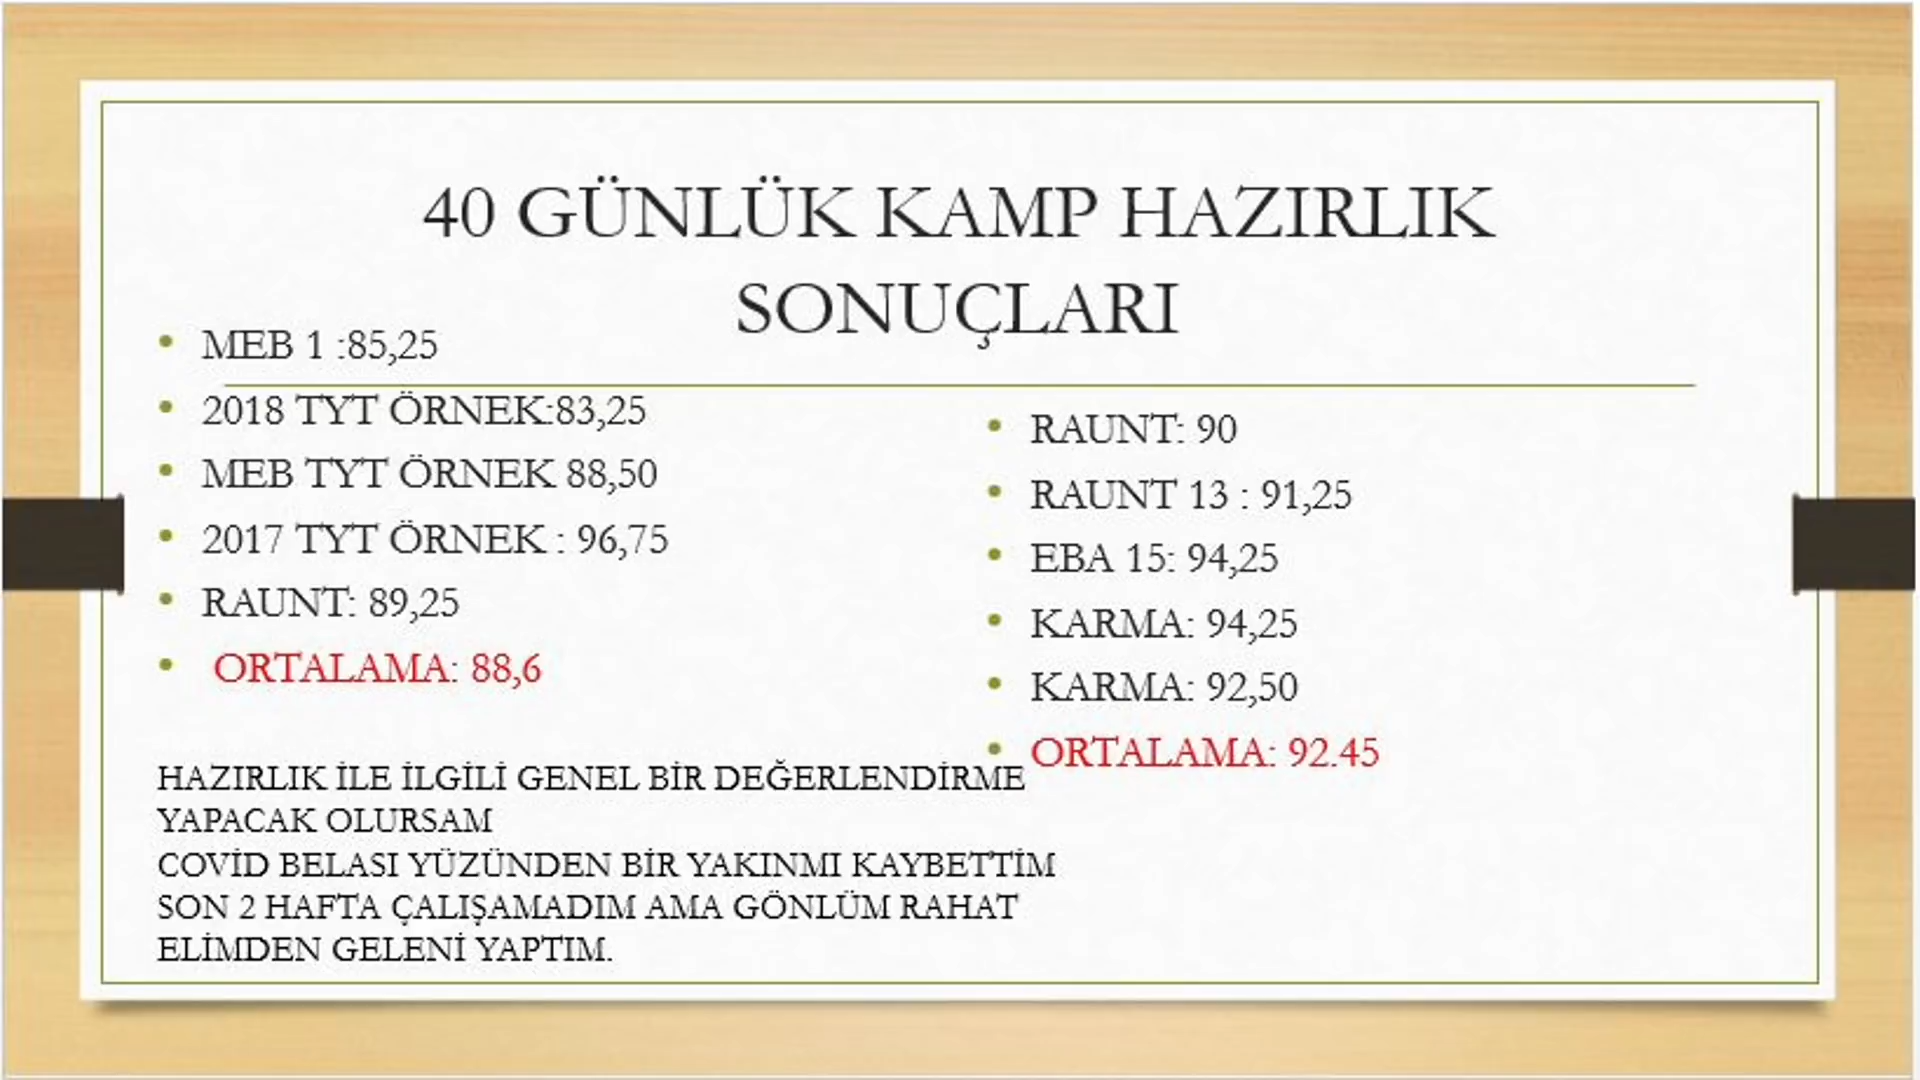 40 GÜNLÜK KAMP HAZIRLIK
SONUÇLARI
MEB 1 :85,25
2018 TYT ÖRNEK:83,25
MEB TYT ÖRNEK 88,50
2017 TYT ÖRNEK : 96,75
RAUNT: 89,25
ORTALAMA: 88,6
RAUNT: 90
RAUNT 13 : 91,25
EBA 15: 94,25
KARMA: 94,25
KARMA: 92,50
ORTALAMA: 92.45
HAZIRLIK İLE İLGİLİ GENEL BİR DEĞERLENDİRME
YAPACAK OLURSAM
COVİD BELASI YÜZÜNDEN BİR YAKINMI KAYBETTİM
SON 2 HAFTA ÇALIŞAMADIM AMA GÖNLÜM RAHAT
ELİMDEN GELENİ YAPTIM.